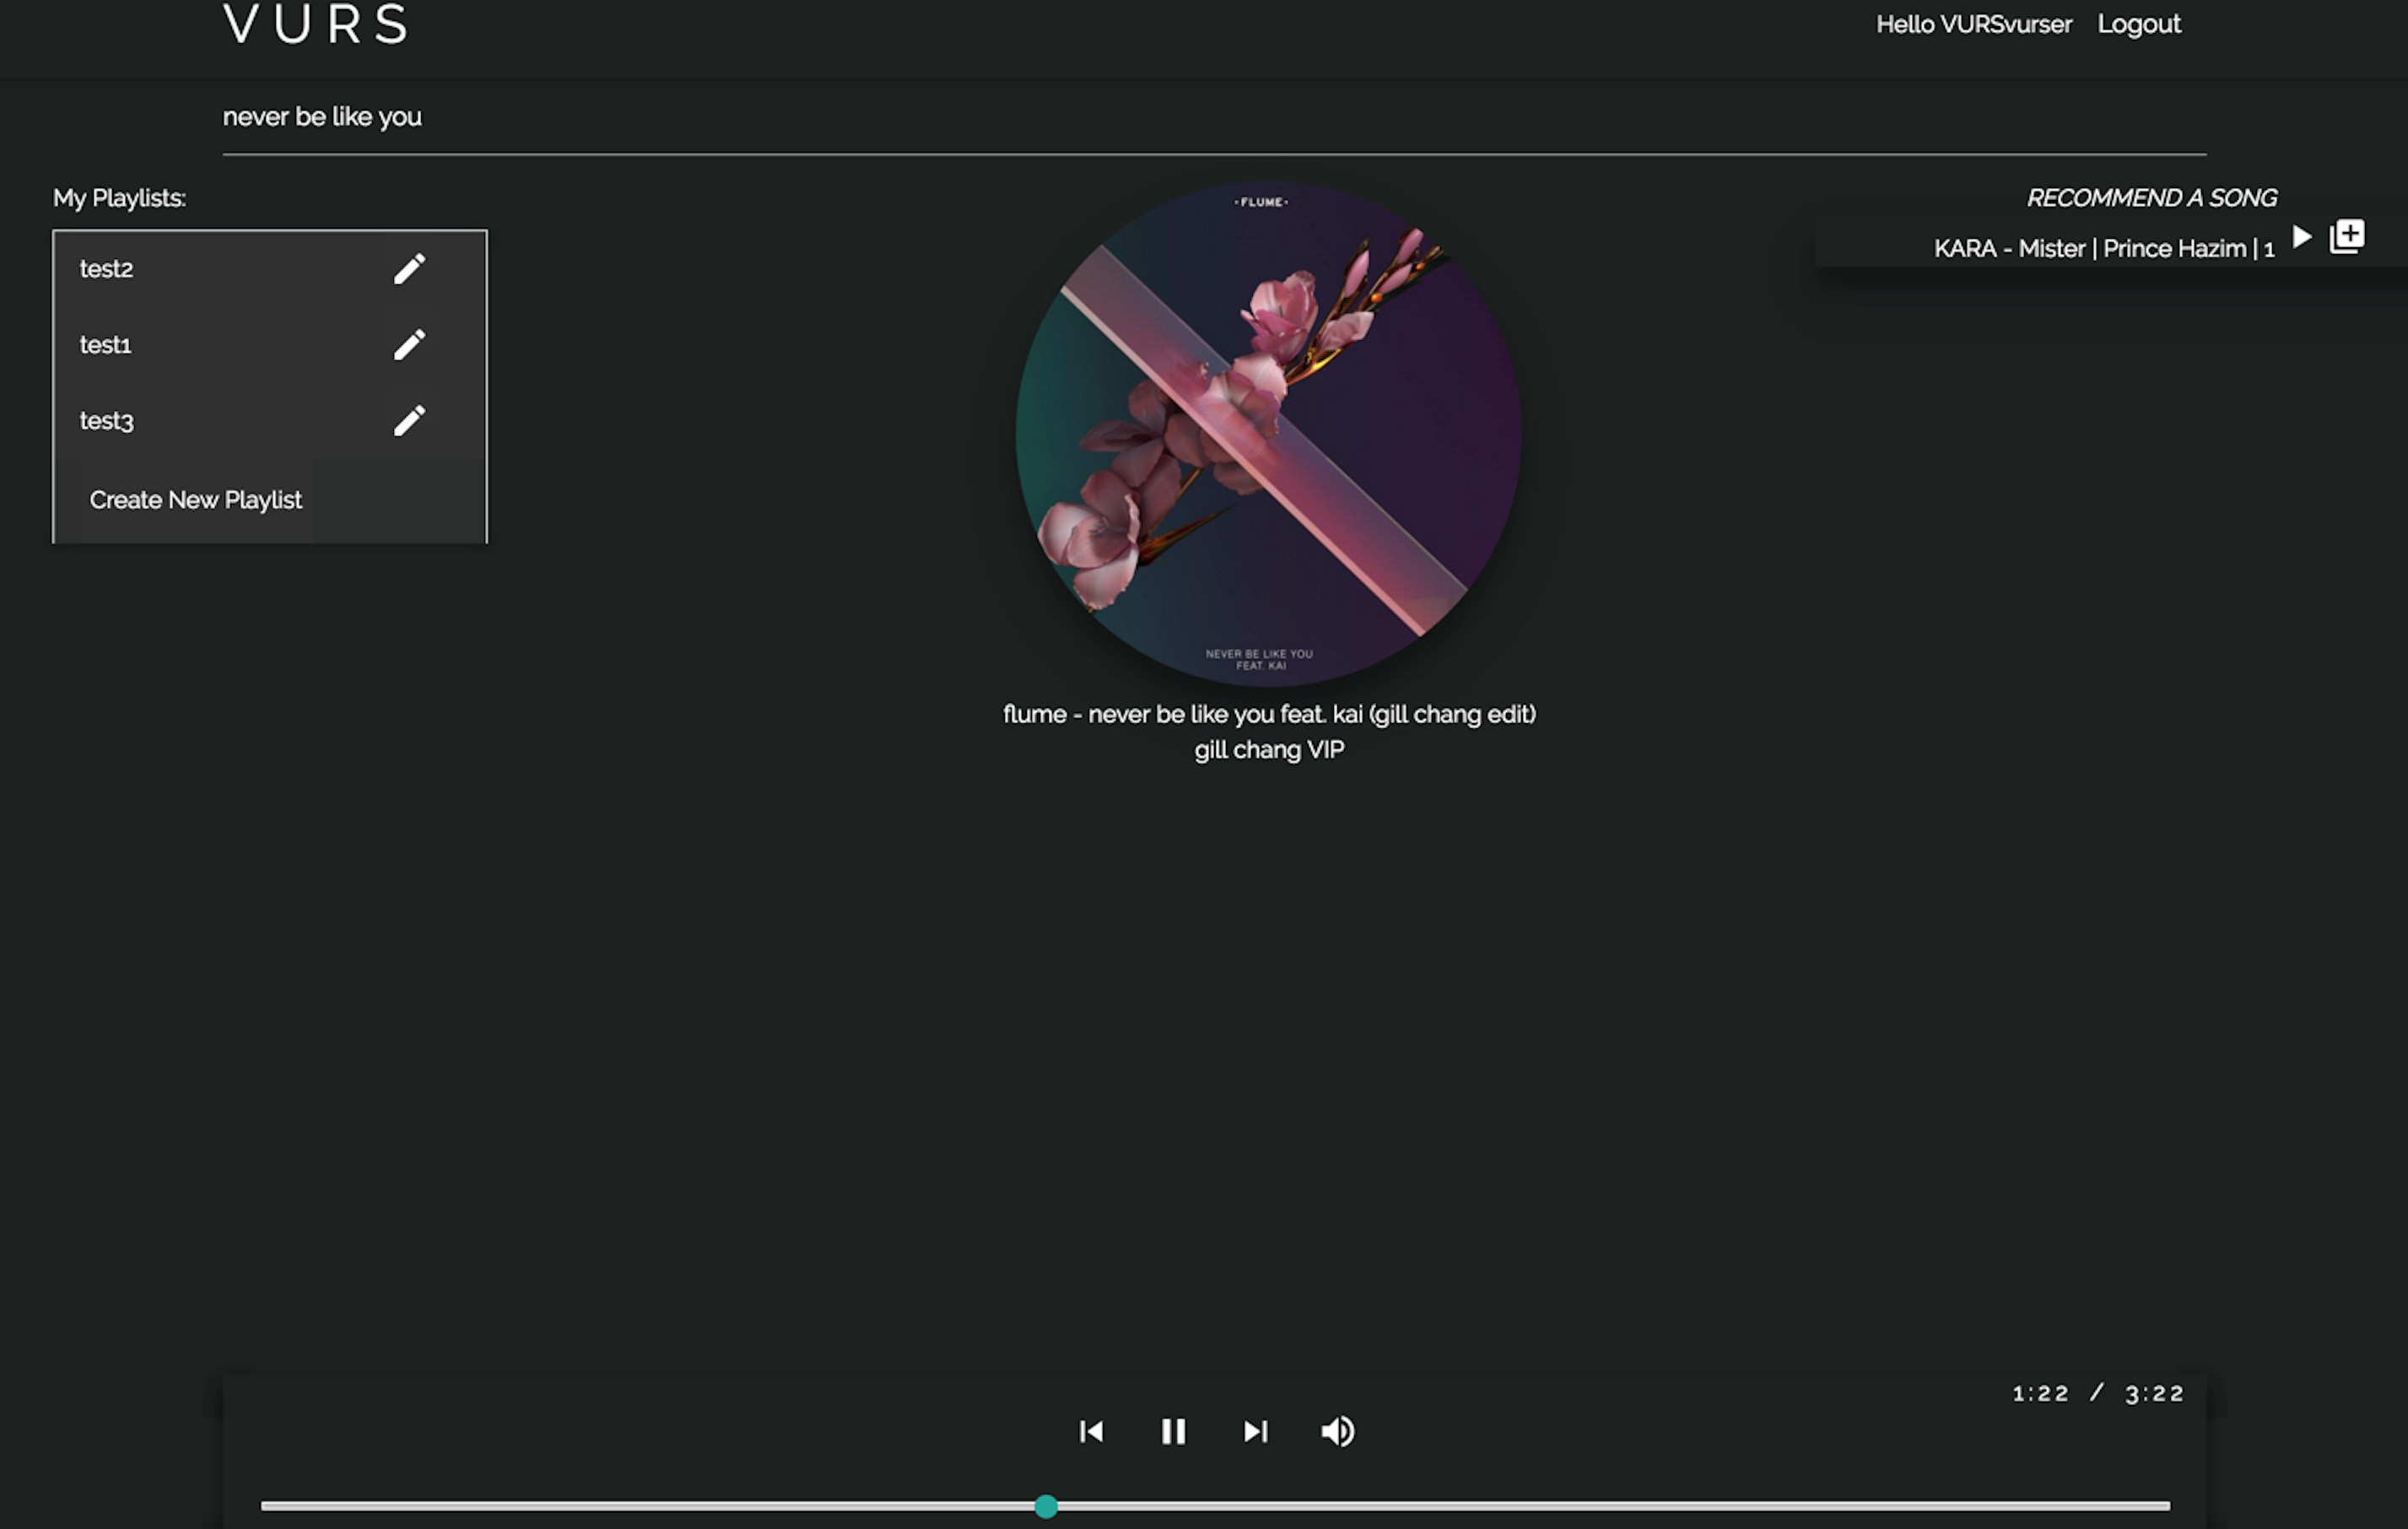 VURS
Hello VURSvurser Logout
never be like you
My Playlists:
test2
test1
test3
Create New Playlist
-FLUME-
NEVER BE LIKE YOU
FEAT. KAI
flume - never be like you feat. kai (gill chang edit)
gill chang VIP
RECOMMEND A SONG
KARA - Mister | Prince Hazim | 1
1:22 / 3:22